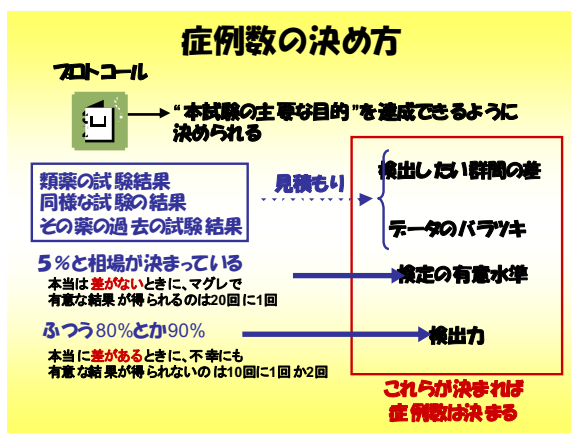 症例数の決め方
プロトコール
“本試験の主要な目的”を達成できるように
決められる
類薬の試験結果
同様な試験の結果
その薬の過去の試験結果
見積もり
検出したい群間の差
データのバラツキ
5%と相場が決まっている
検定の有意水準
本当は差がないときに、マグレで
有意な結果が得られるのは20回に1回
ふつう80%とか90%
検出力
本当に差があるときに、不幸にも
有意な結果が得られないのは10回に1回か2回
これらが決まれば
症例数は決まる